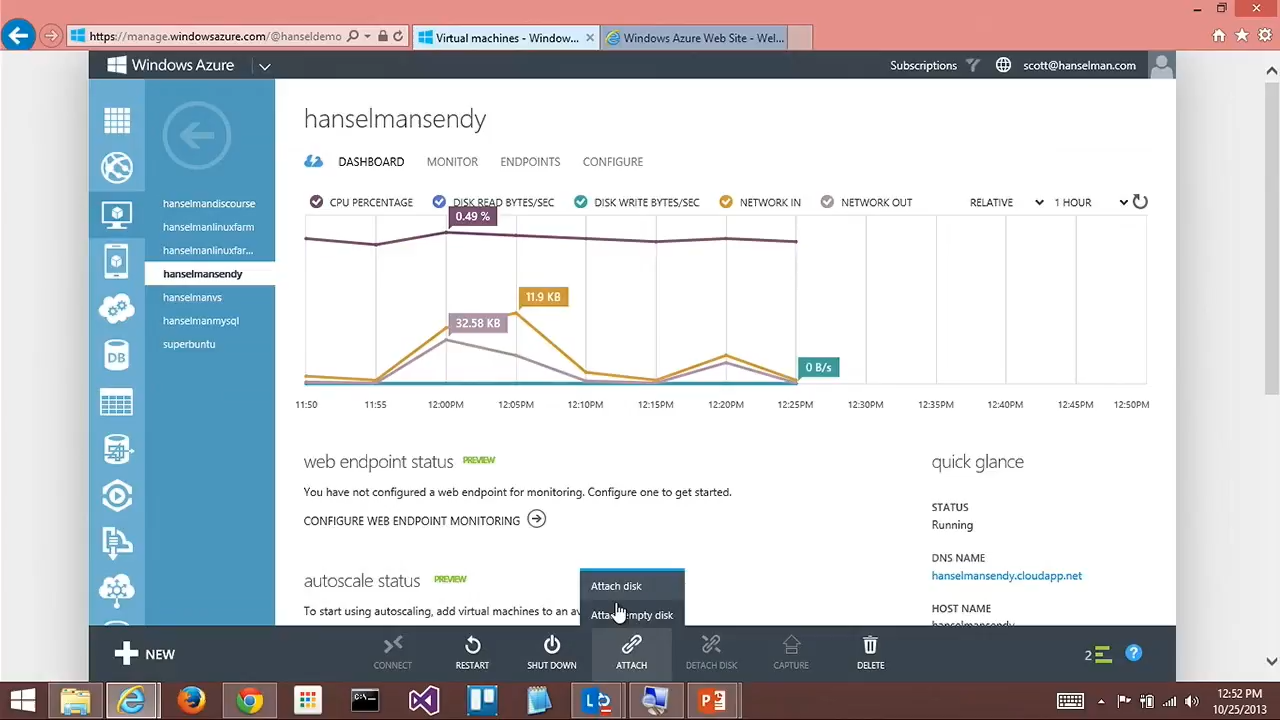 https://manage.windowsazure.com/@hanseldemo
Virtual machines - Window...
Windows Azure Web Site - Wel...
Windows Azure
Subscriptions
scott@hanselman.com
hanselmandiscourse
hanselmanlinuxfarm
hanselmanlinuxfar...
hanselmansendy
hanselmanvs
hanselmanmysql
superbuntu
hanselmansendy
DASHBOARD MONITOR ENDPOINTS CONFIGURE
CPU PERCENTAGE DISK READ BYTES/SEC DISK WRITE BYTES/SEC NETWORK IN NETWORK OUT RELATIVE 1 HOUR
0.49 %
11.9 KB
32.58 KB
0 B/s
11:50 11:55 12:00PM 12:05PM 12:10PM 12:15PM 12:20PM 12:25PM 12:30PM 12:35PM 12:40PM 12:45PM 12:50PM
web endpoint status PREVIEW
You have not configured a web endpoint for monitoring. Configure one to get started.
CONFIGURE WEB ENDPOINT MONITORING
autoscale status PREVIEW
To start using autoscaling, add virtual machines to an av
quick glance
STATUS
Running
DNS NAME
hanselmansendy.cloudapp.net
HOST NAME
hanselmansendy
Attach disk
Attach empty disk
DB
NEW
CONNECT RESTART SHUT DOWN ATTACH DETACH DISK CAPTURE DELETE
2
?
12:52 PM
10/25/2013